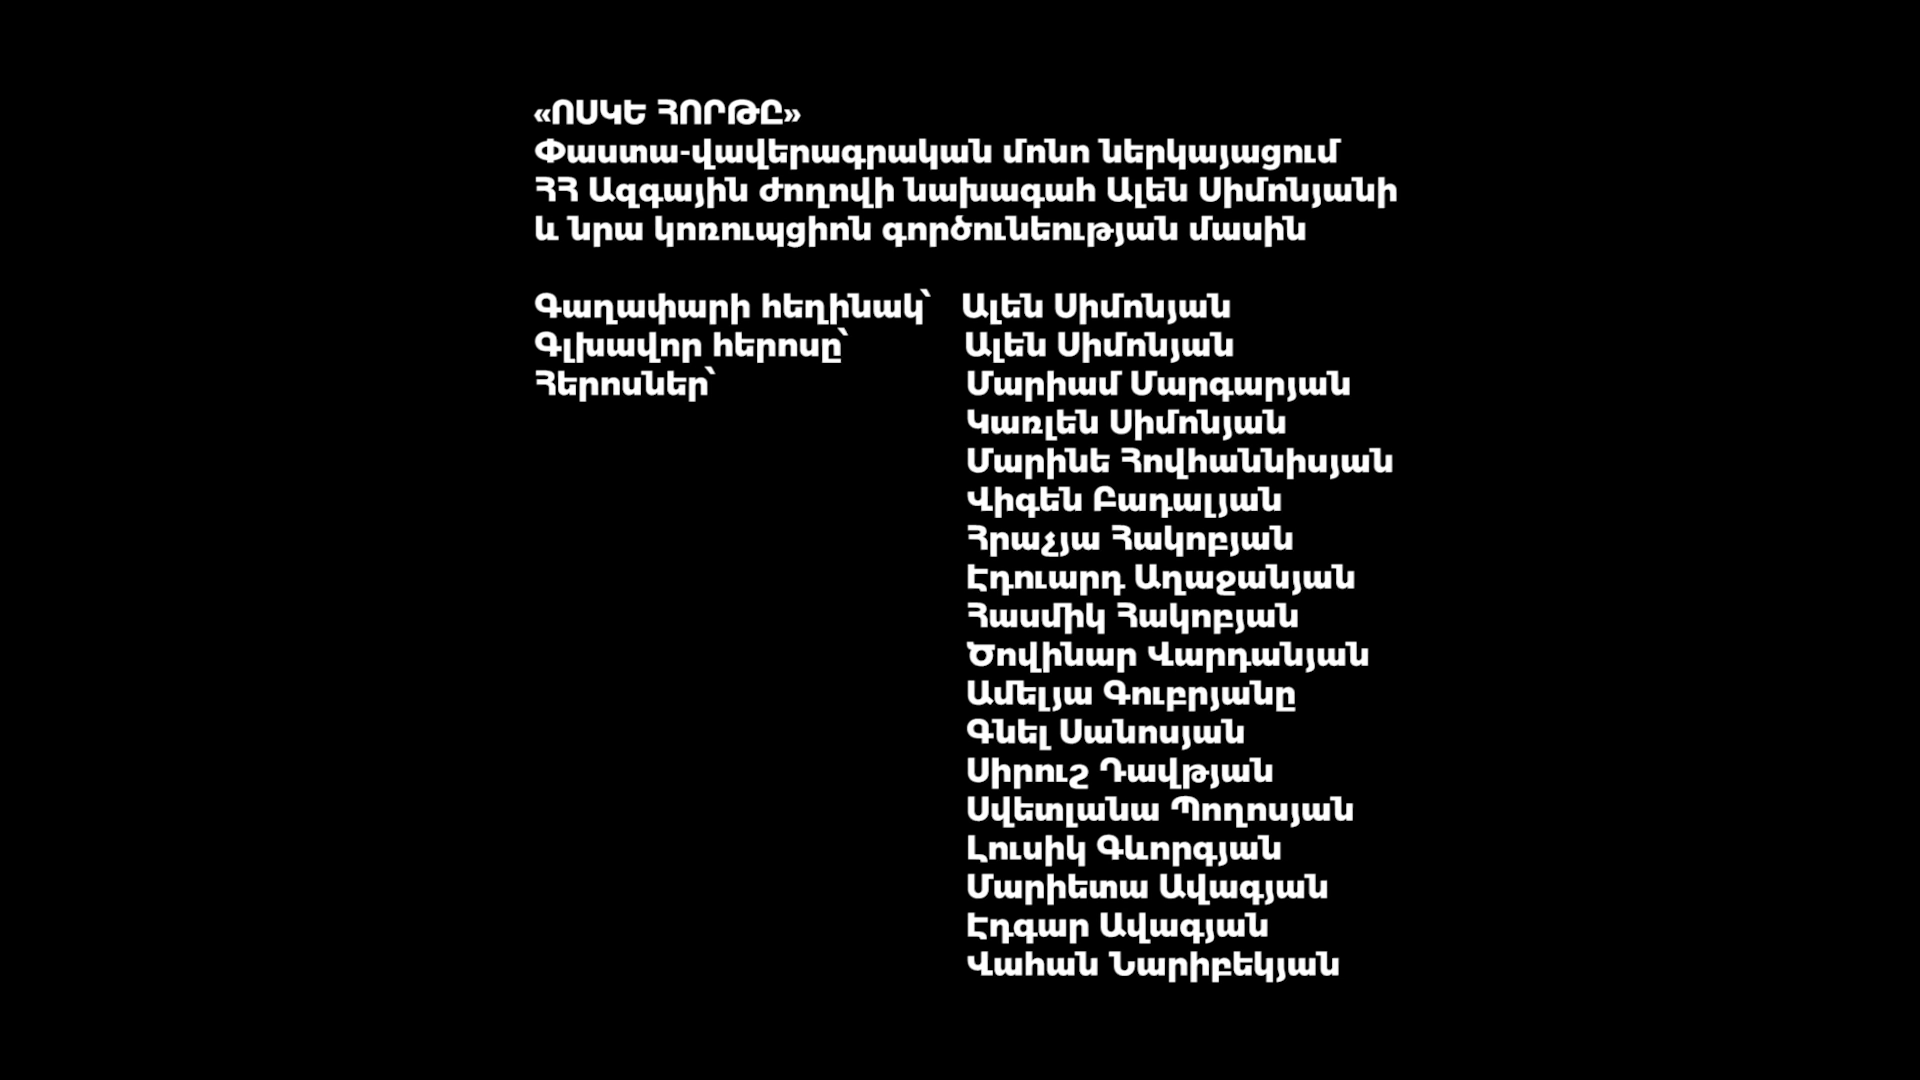 «ՈՍԿԵ ՀՈՐԹԸ»
Փաստա-վավերագրական մոնո ներկայացում
ՀՀ Ազգային ժողովի նախագահ Ալեն Սիմոնյանի
և նրա կոռուպցիոն գործունեության մասին
Գաղափարի հեղինակ՝ Ալեն Սիմոնյան
Գլխավոր հերոսը՝ Ալեն Սիմոնյան
Հերոսներ՝ Մարիամ Մարգարյան
Կառլեն Սիմոնյան
Մարինե Հովհաննիսյան
Վիգեն Բադալյան
Հրաչյա Հակոբյան
Էդուարդ Աղաջանյան
Հասմիկ Հակոբյան
Ծովինար Վարդանյան
Ամելյա Գուբրյանը
Գնել Սանոսյան
Սիրուշ Դավթյան
Սվետլանա Պողոսյան
Լուսիկ Գևորգյան
Մարիետա Ավագյան
Էդգար Ավագյան
Վահան Նարիբեկյան